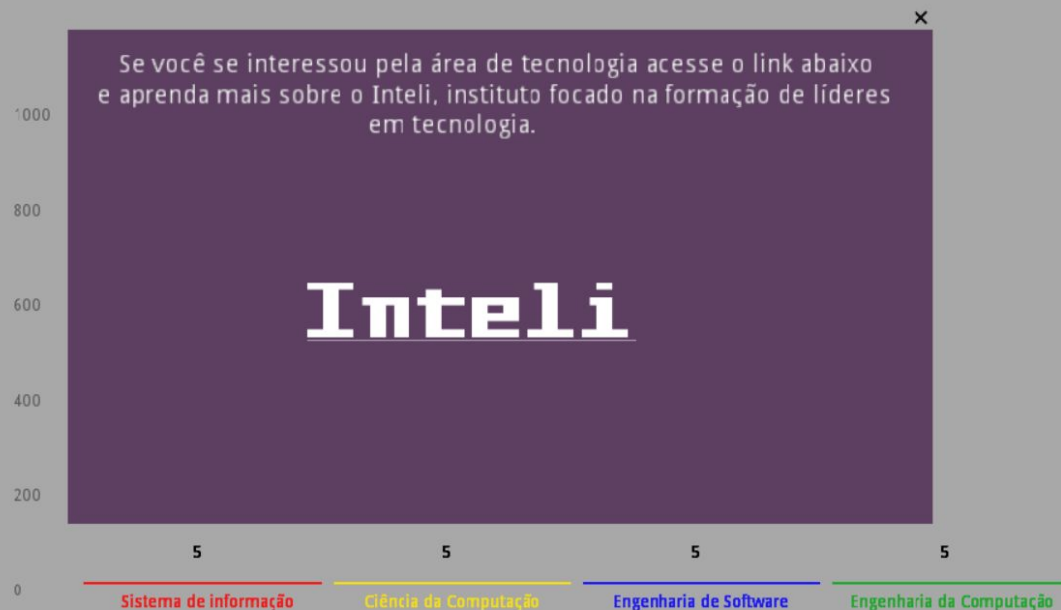 ×
Se você se interessou pela área de tecnologia acesse o link abaixo
e aprenda mais sobre o Inteli, instituto focado na formação de líderes
em tecnologia.
1000
800
Inteli
600
400
200
5 5 5 5
0
Sistema de informação Ciência da Computação Engenharia de Software Engenharia da Computação